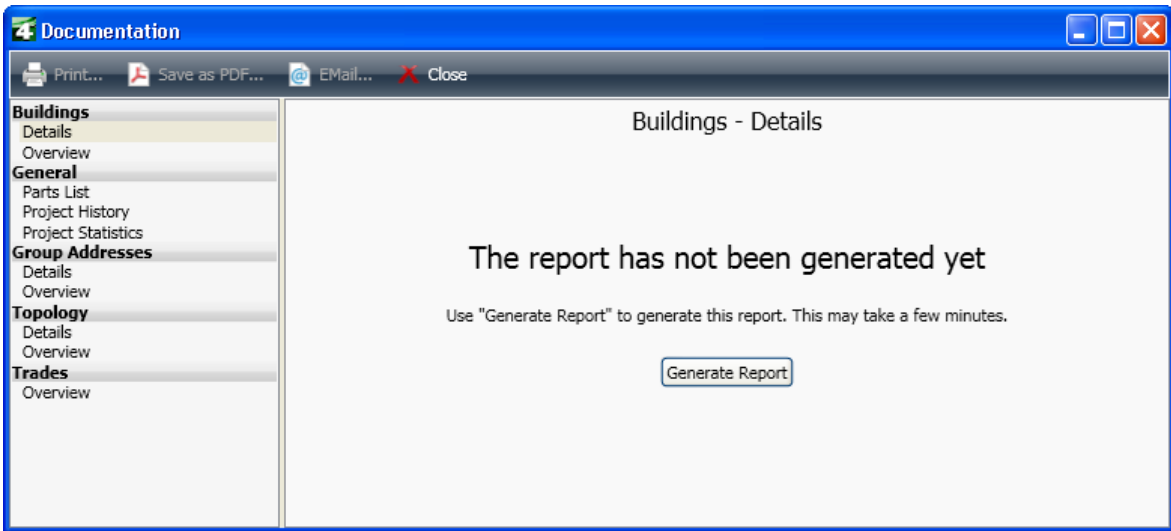 4 Documentation
Print... Save as PDF... @ EMail... Close
Buildings
Details
Overview
General
Parts List
Project History
Project Statistics
Group Addresses
Details
Overview
Topology
Details
Overview
Trades
Overview
Buildings - Details
The report has not been generated yet
Use "Generate Report" to generate this report. This may take a few minutes.
Generate Report